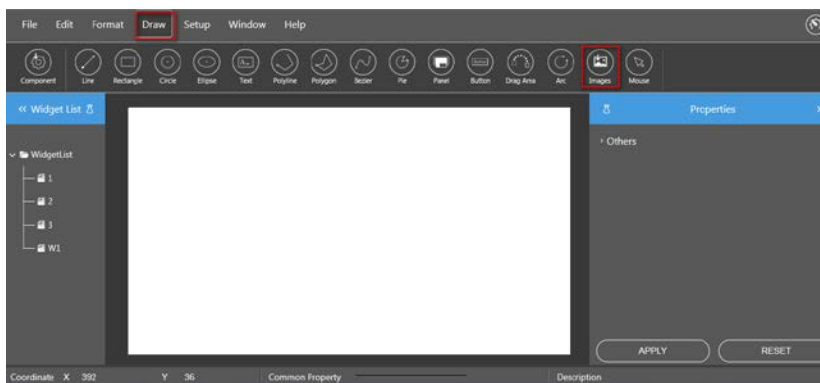 File Edit Format Draw Setup Window Help
Component Line Rectangle Circle Ellipse Text Polyline Polygon Bezier Pie Panel Button Drag Area Arc Images Mouse
<< Widget List
Properties
WidgetList
1
2
3
W1
Others
APPLY RESET
Coordinate X 392 Y 36 Common Property Description